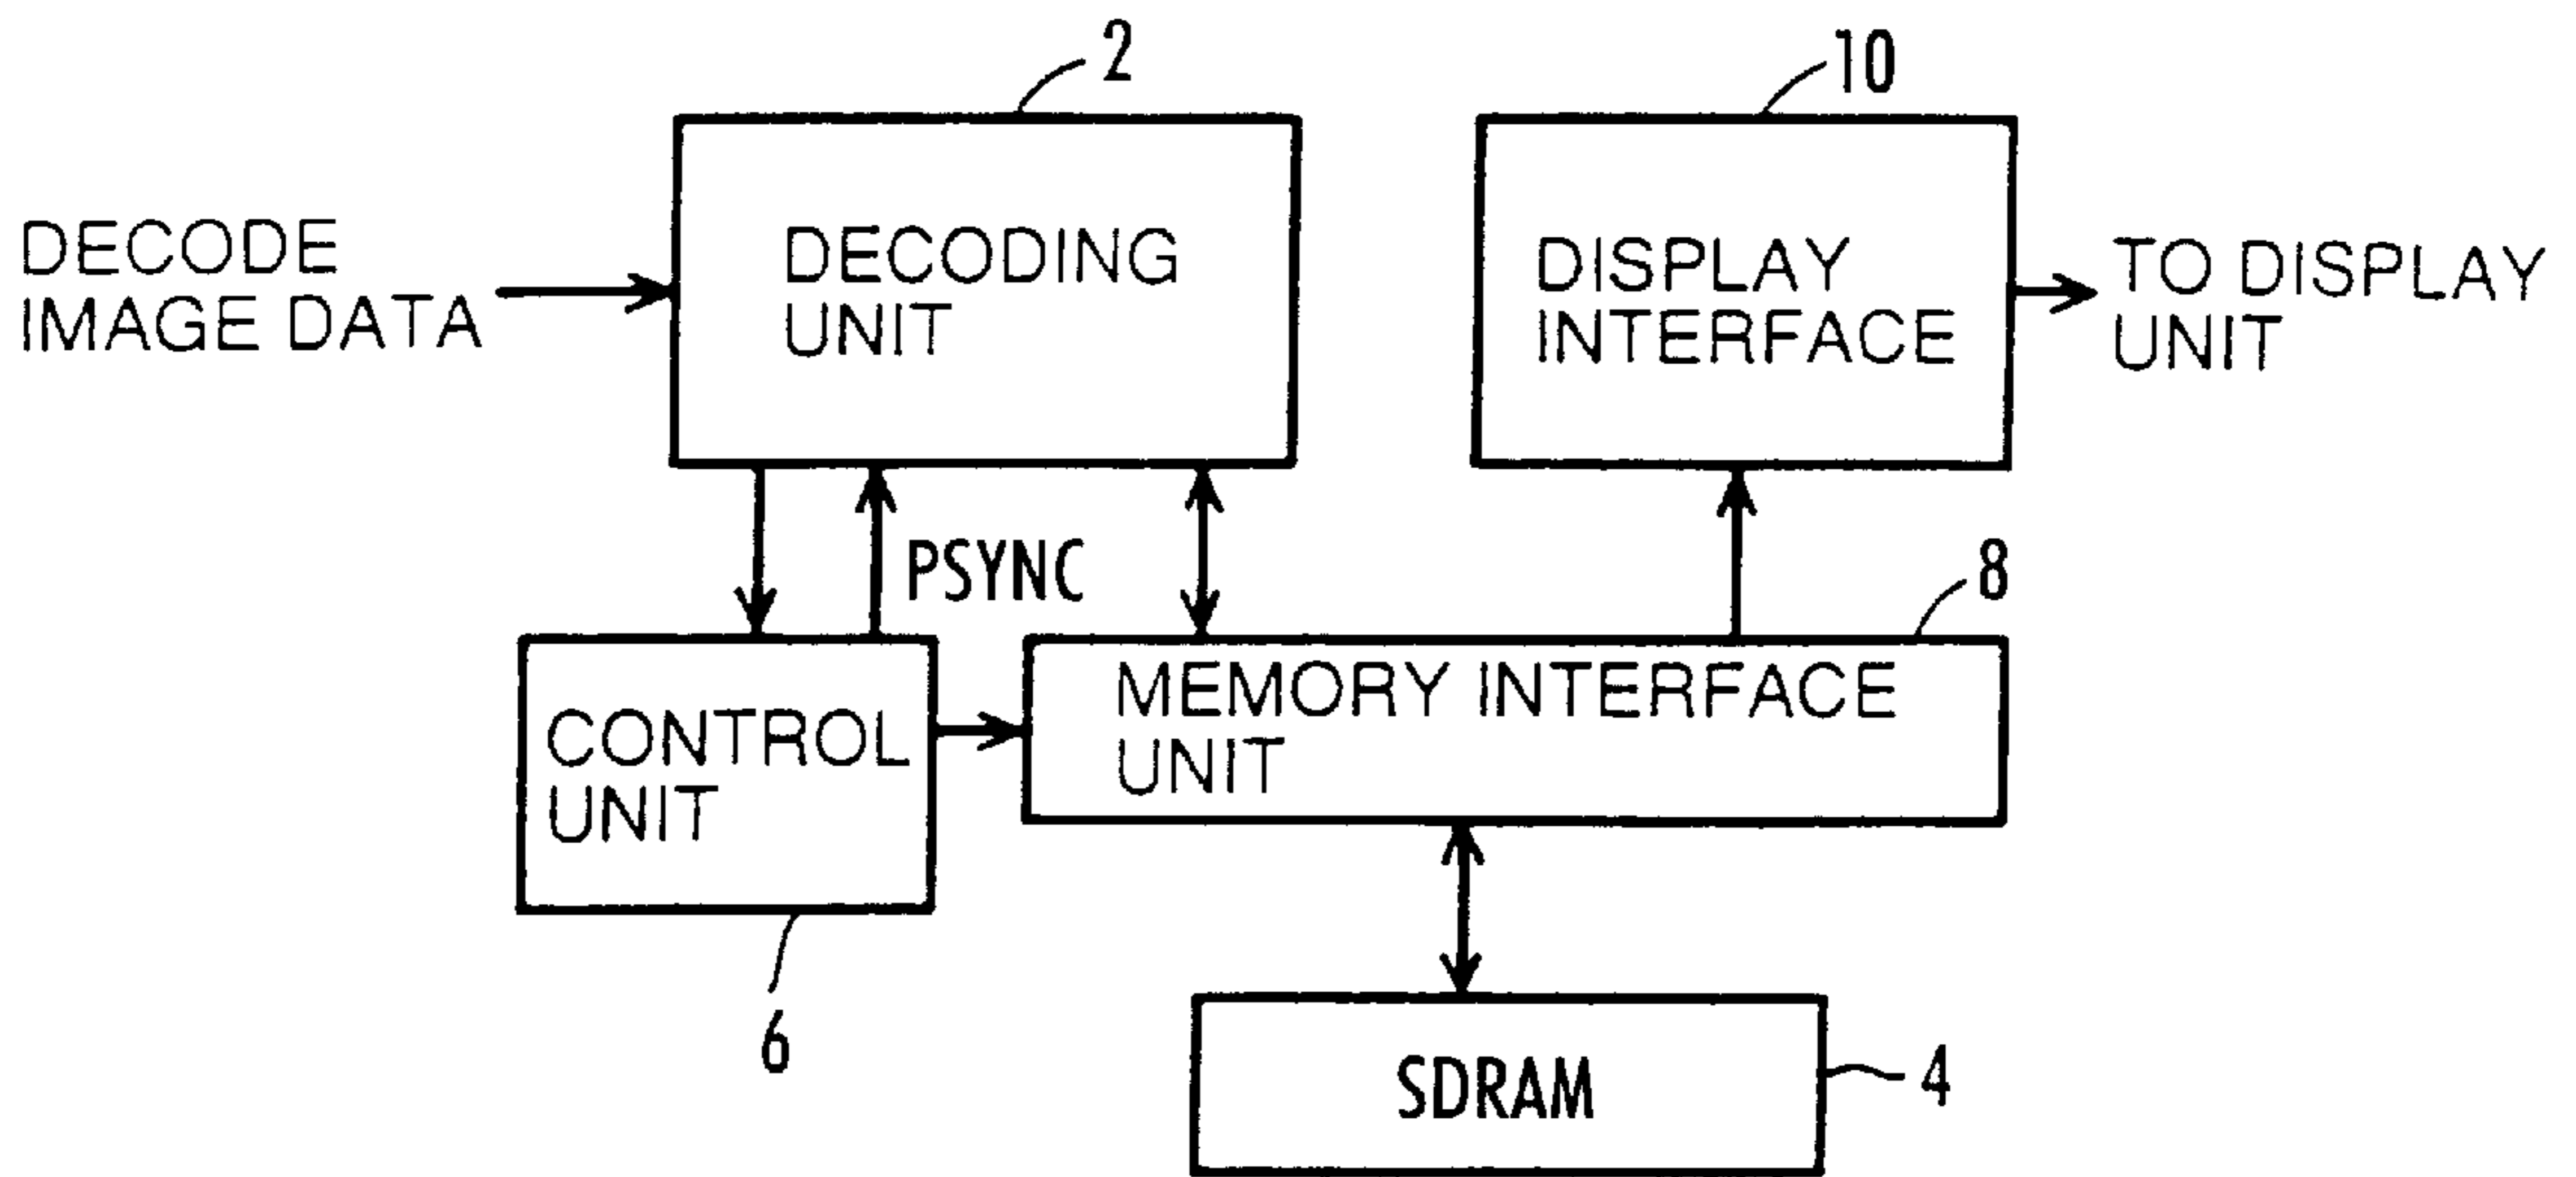 2
10
DECODE
IMAGE DATA
DECODING
UNIT
DISPLAY
INTERFACE
TO DISPLAY
UNIT
PSYNC
8
CONTROL
UNIT
MEMORY INTERFACE
UNIT
6
SDRAM
4